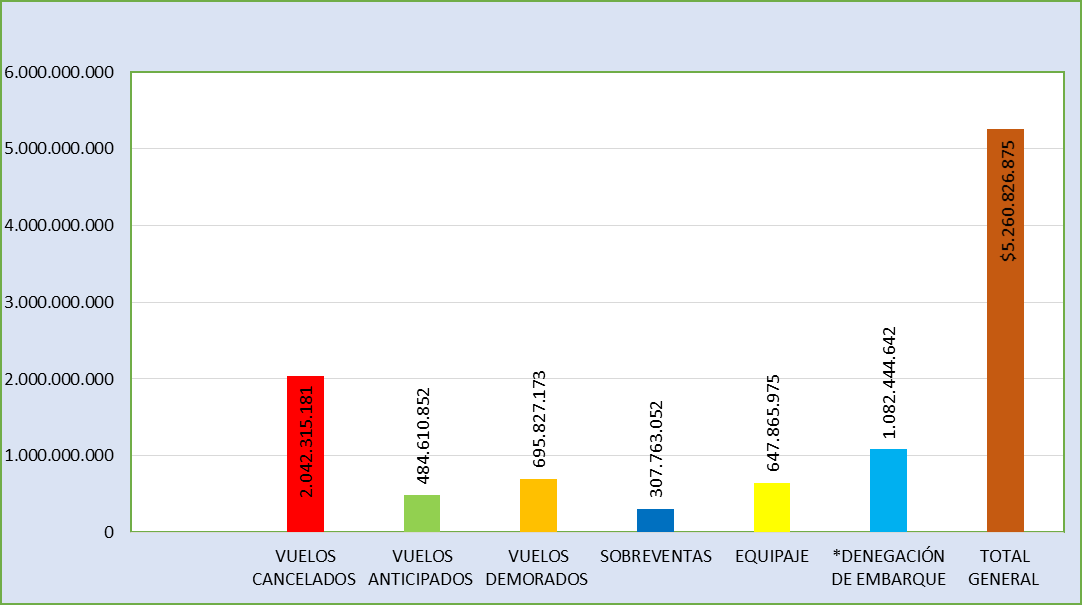 6.000.000.000
5.000.000.000
4.000.000.000
3.000.000.000
2.000.000.000
1.000.000.000
0
2.042.315.181
484.610.852
695.827.173
307.763.052
647.865.975
1.082.444.642
$5.260.826.875
VUELOS
CANCELADOS
VUELOS
ANTICIPADOS
VUELOS
DEMORADOS
SOBREVENTAS
EQUIPAJE
*DENEGACIÓN
DE EMBARQUE
TOTAL
GENERAL